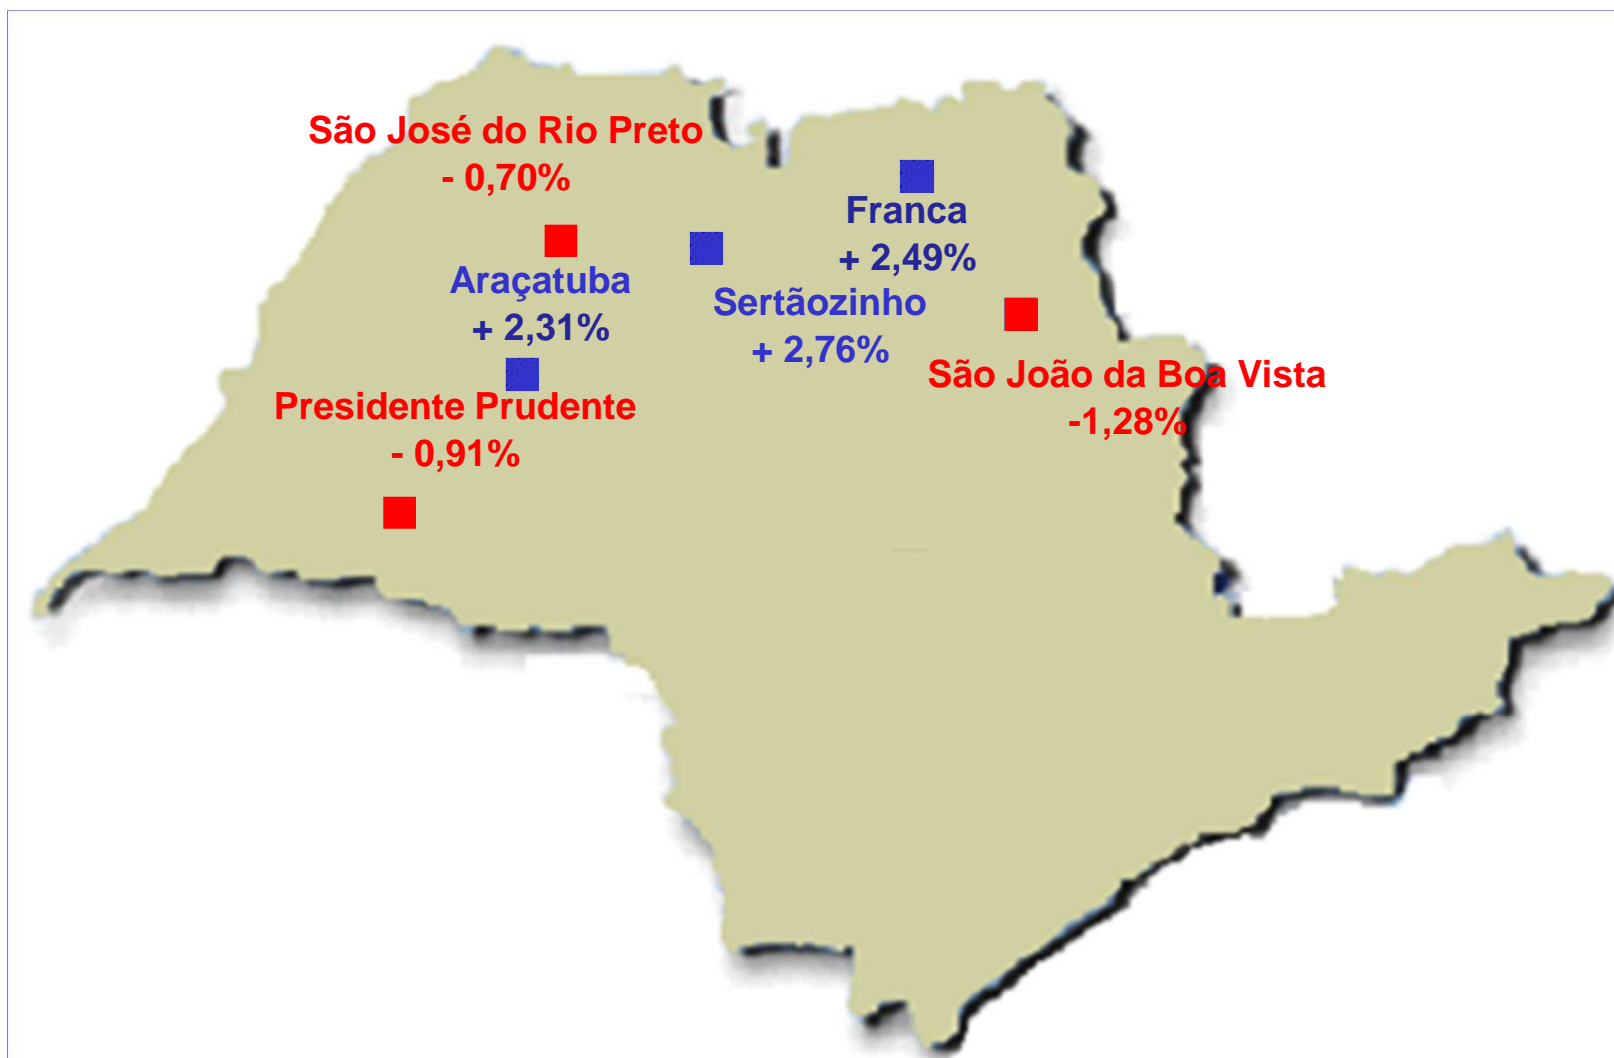 São José do Rio Preto
- 0,70%
Franca
+ 2,49%
Araçatuba
+ 2,31%
Sertãozinho
+ 2,76%
São João da Boa Vista
-1,28%
Presidente Prudente
- 0,91%